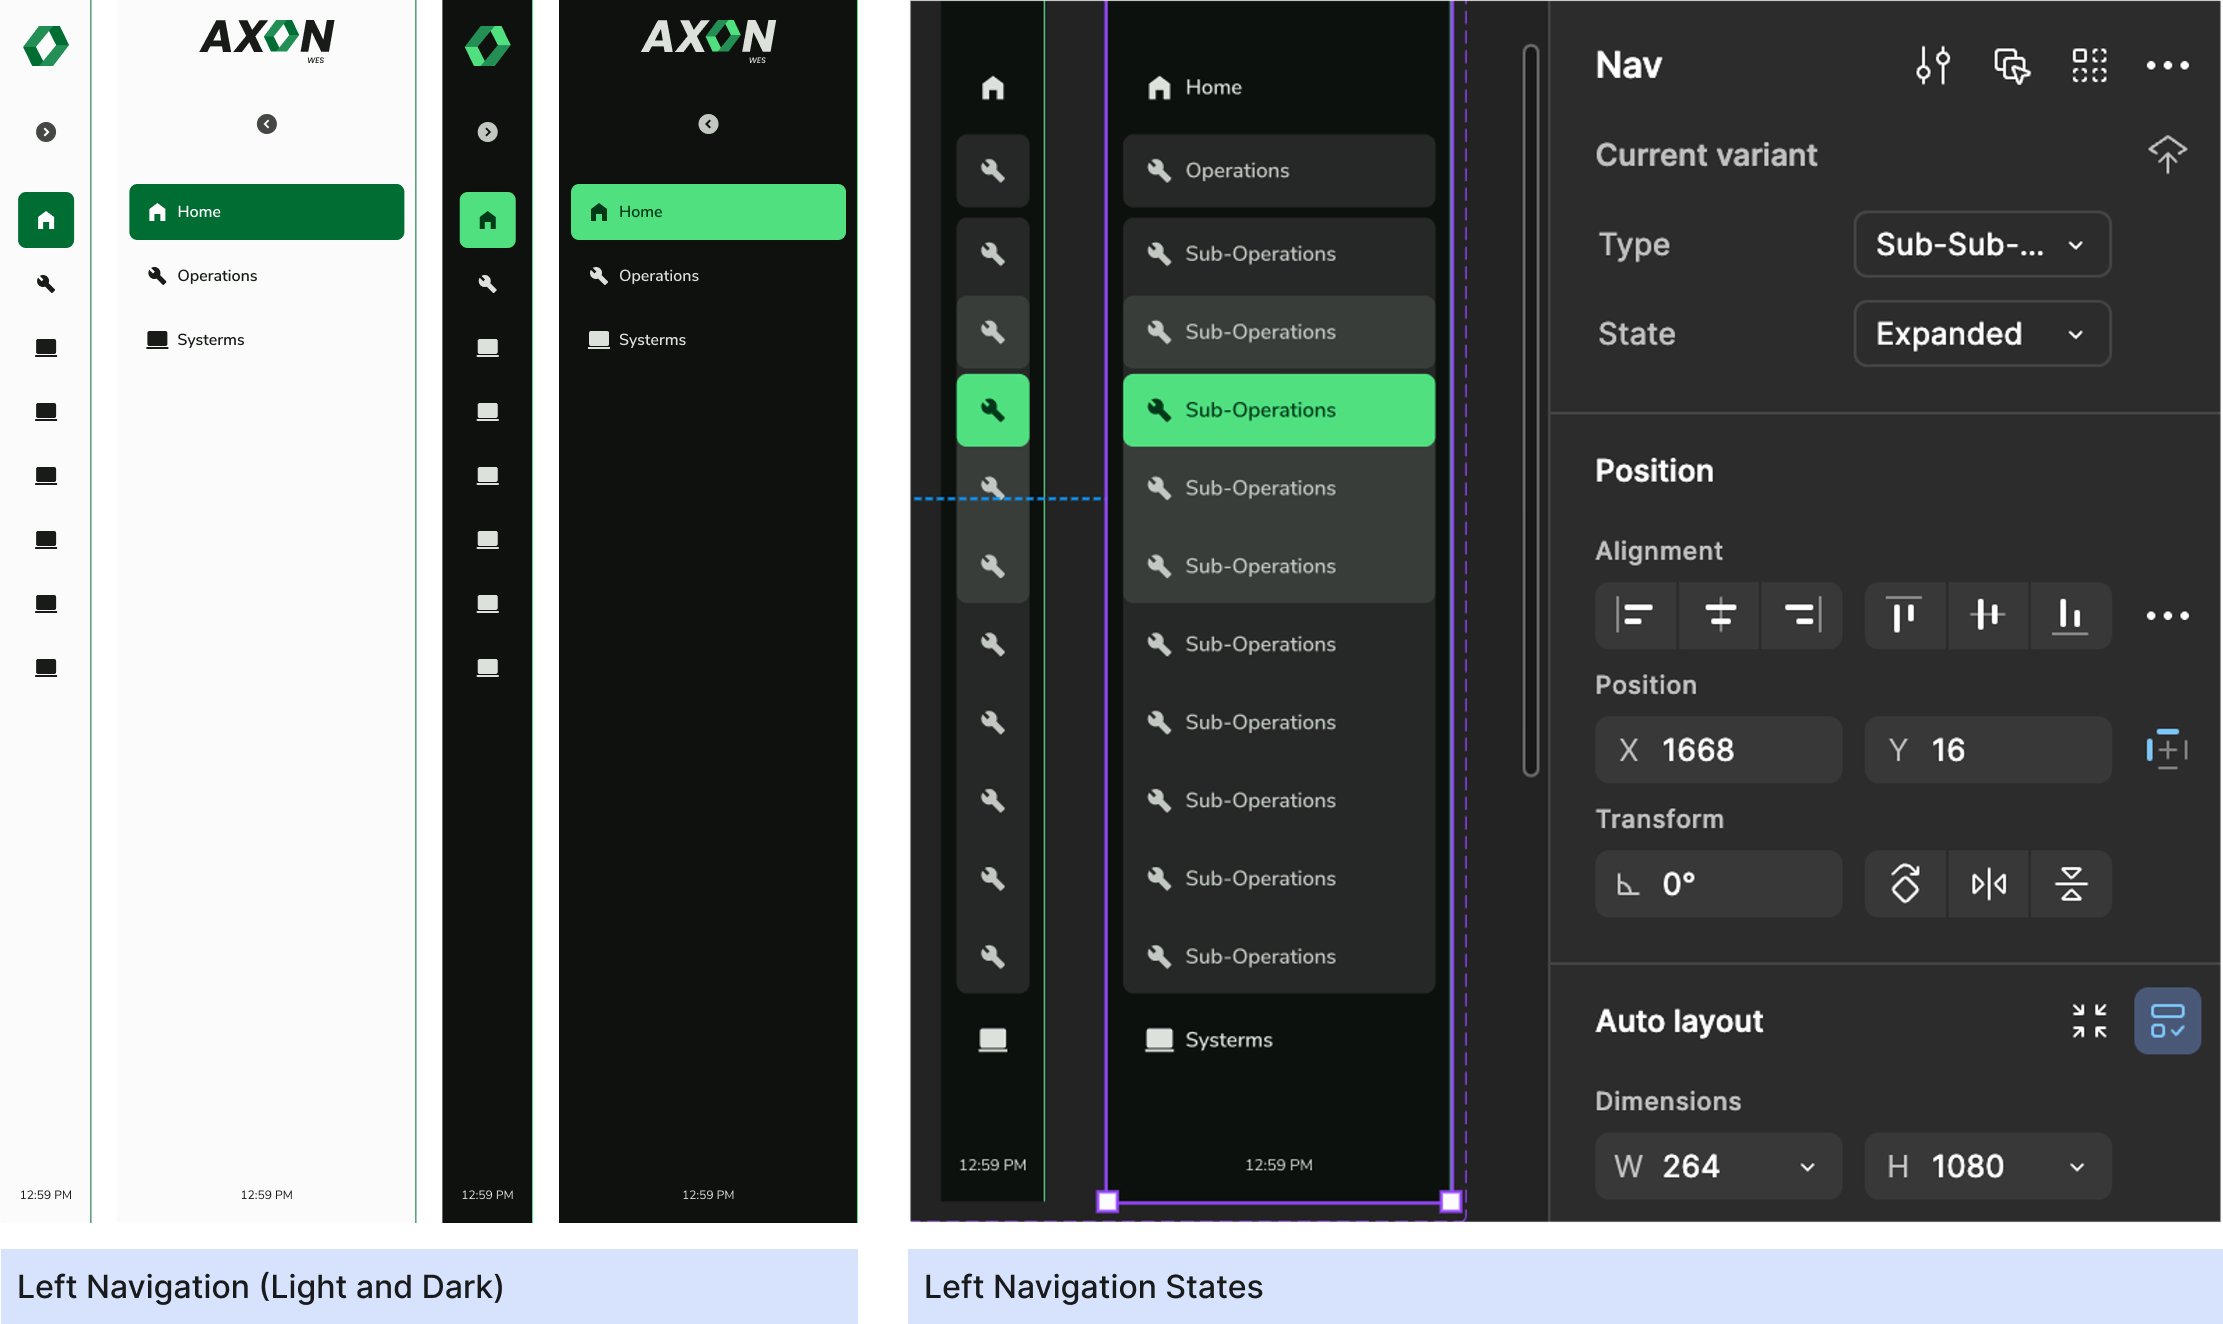 AXON
WES
Home
Operations
Systerms
12:59 PM
12:59 PM
AXON
WES
Home
Operations
Systerms
12:59 PM
12:59 PM
Left Navigation (Light and Dark)
Home
Operations
Sub-Operations
Sub-Operations
Sub-Operations
Sub-Operations
Sub-Operations
Sub-Operations
Sub-Operations
Sub-Operations
Sub-Operations
Sub-Operations
Systerms
12:59 PM
12:59 PM
Nav
Current variant
Type
Sub-Sub-...
State
Expanded
Position
Alignment
Position
X 1668
Y 16
Transform
0°
Auto layout
Dimensions
W 264
H 1080
Left Navigation States